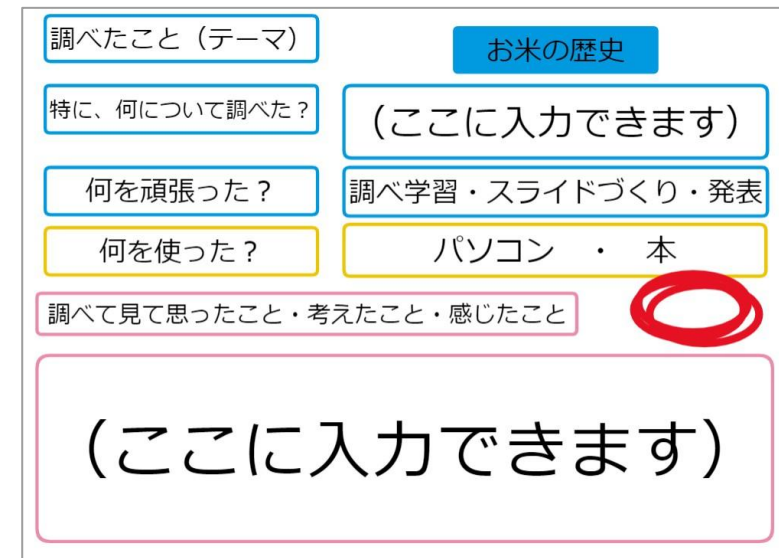 調べたこと（テーマ）
お米の歴史
特に、何について調べた？
（ここに入力できます）
何を頑張った？
調べ学習・スライドづくり・発表
何を使った？
パソコン ・ 本
調べて見て思ったこと・考えたこと・感じたこと
（ここに入力できます）